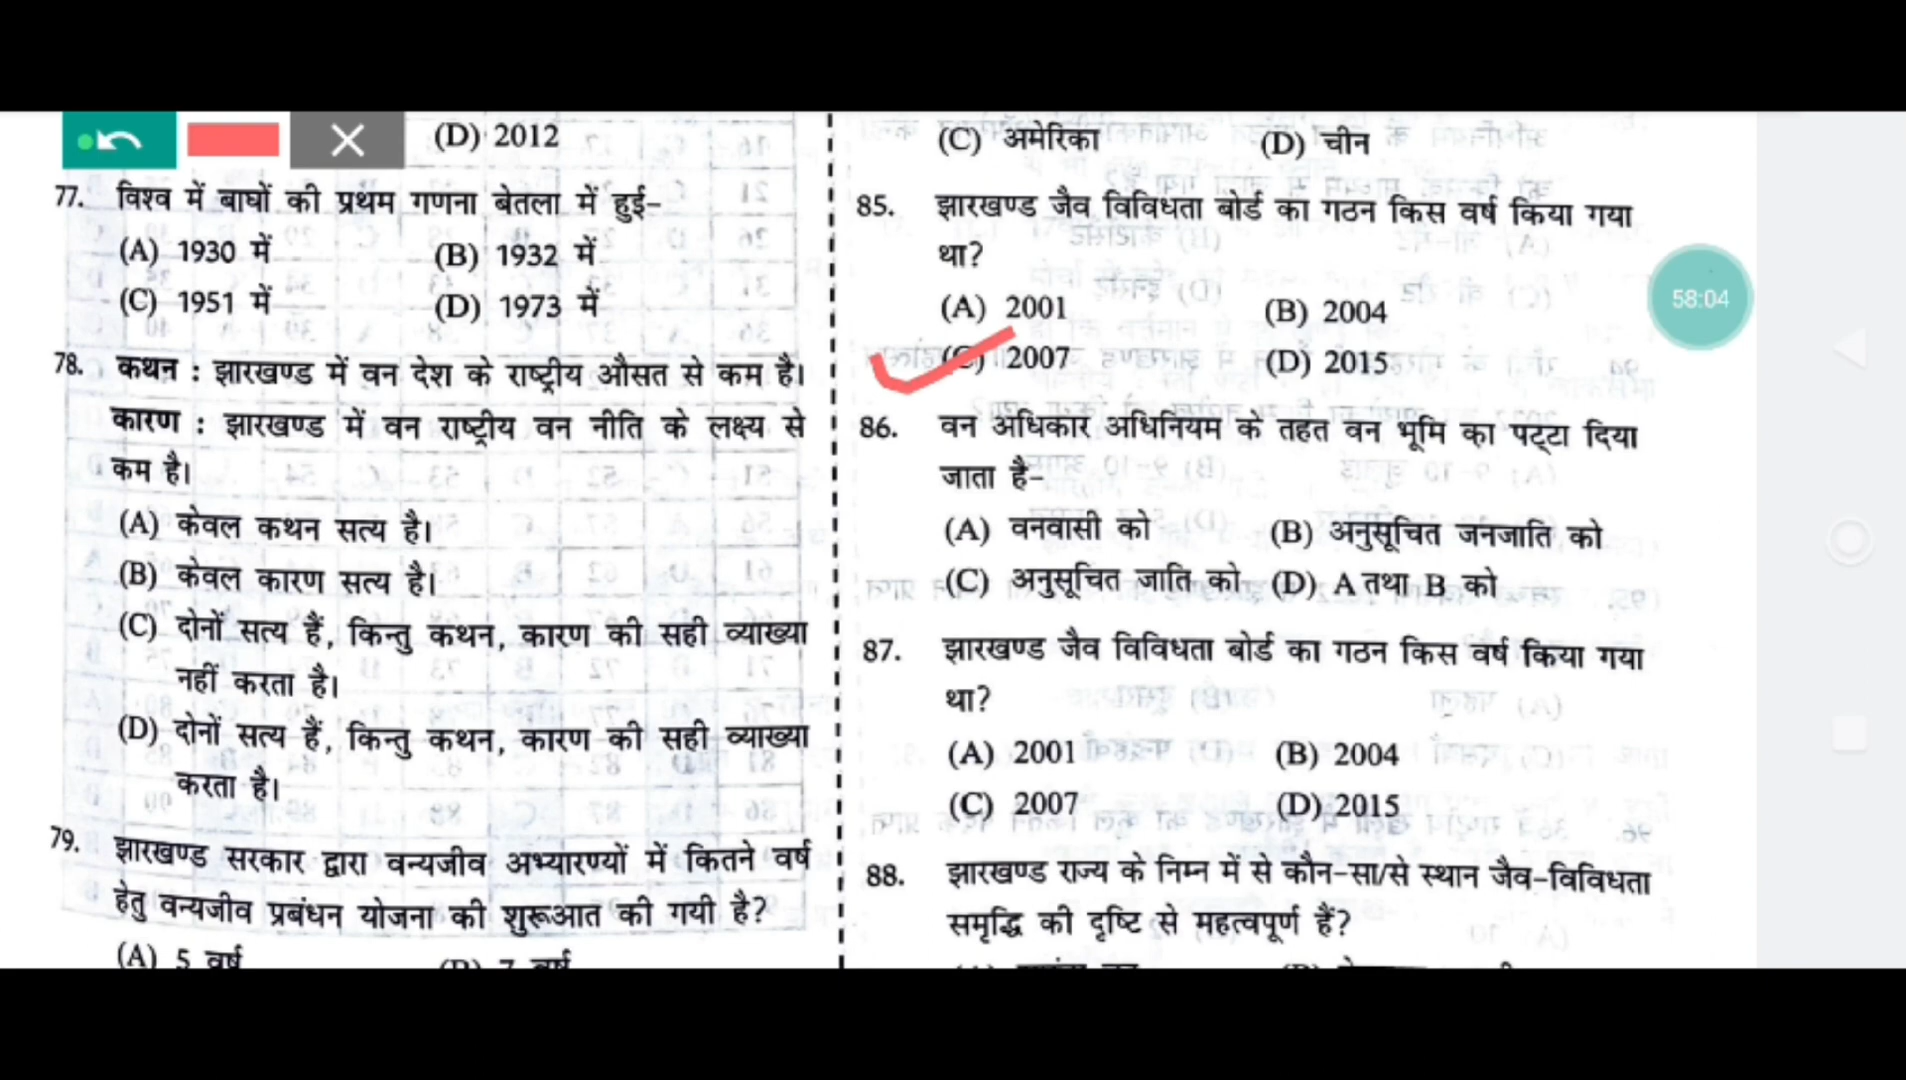 (D) 2012
77. विश्व में बाघों की प्रथम गणना बेतला में हुई-
(A) 1930 में (B) 1932 में
(C) 1951 में (D) 1973 में
78. कथन : झारखण्ड में वन देश के राष्ट्रीय औसत से कम है।
कारण : झारखण्ड में वन राष्ट्रीय वन नीति के लक्ष्य से
कम है।
(A) केवल कथन सत्य है।
(B) केवल कारण सत्य है।
(C) दोनों सत्य हैं, किन्तु कथन, कारण की सही व्याख्या
नहीं करता है।
(D) दोनों सत्य हैं, किन्तु कथन, कारण की सही व्याख्या
करता है।
79. झारखण्ड सरकार द्वारा वन्यजीव अभ्यारण्यों में कितने वर्ष
हेतु वन्यजीव प्रबंधन योजना की शुरूआत की गयी है?
(A) 5 वर्ष (B) 7 वर्ष
(C) अमेरिका (D) चीन
85. झारखण्ड जैव विविधता बोर्ड का गठन किस वर्ष किया गया
था?
(A) 2001 (B) 2004
(C) 2007 (D) 2015
86. वन अधिकार अधिनियम के तहत वन भूमि का पट्टा दिया
जाता है-
(A) वनवासी को (B) अनुसूचित जनजाति को
(C) अनुसूचित जाति को (D) A तथा B को
87. झारखण्ड जैव विविधता बोर्ड का गठन किस वर्ष किया गया
था?
(A) 2001 (B) 2004
(C) 2007 (D) 2015
88. झारखण्ड राज्य के निम्न में से कौन-सा/से स्थान जैव-विविधता
समृद्धि की दृष्टि से महत्वपूर्ण हैं?
58:04